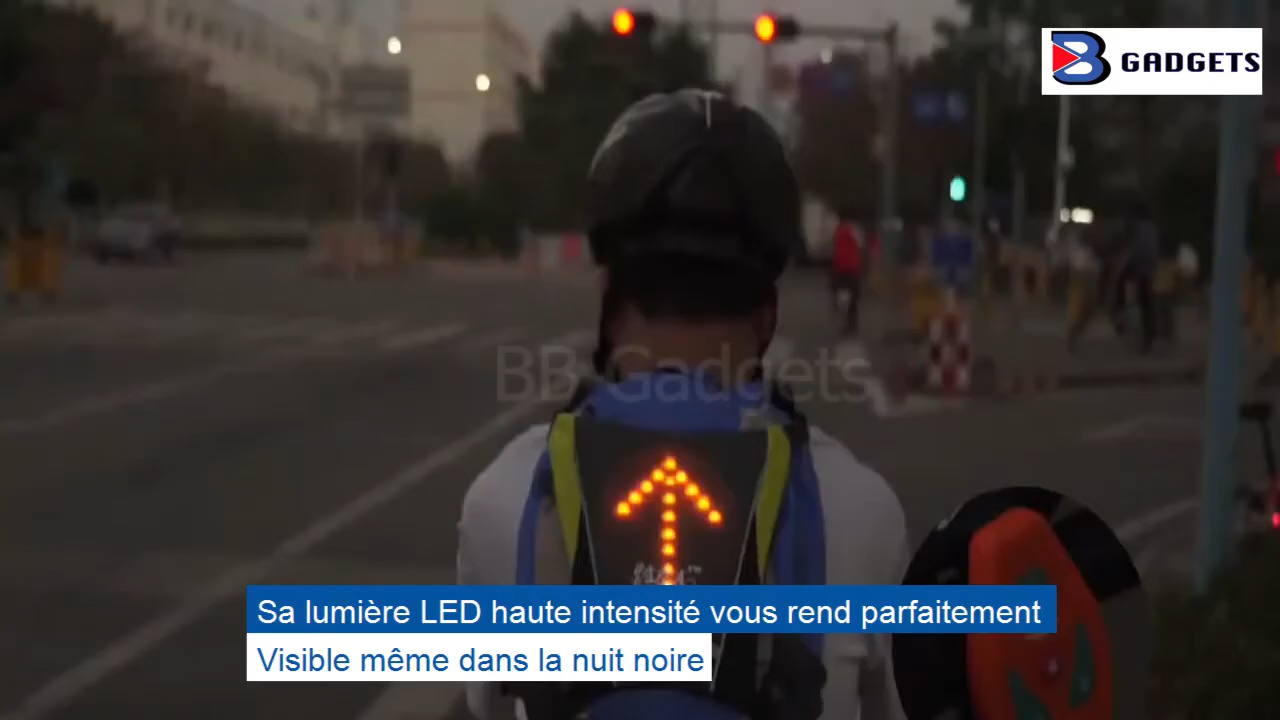 GADGETS
BB Gadgets
Sa lumière LED haute intensité vous rend parfaitement
Visible même dans la nuit noire